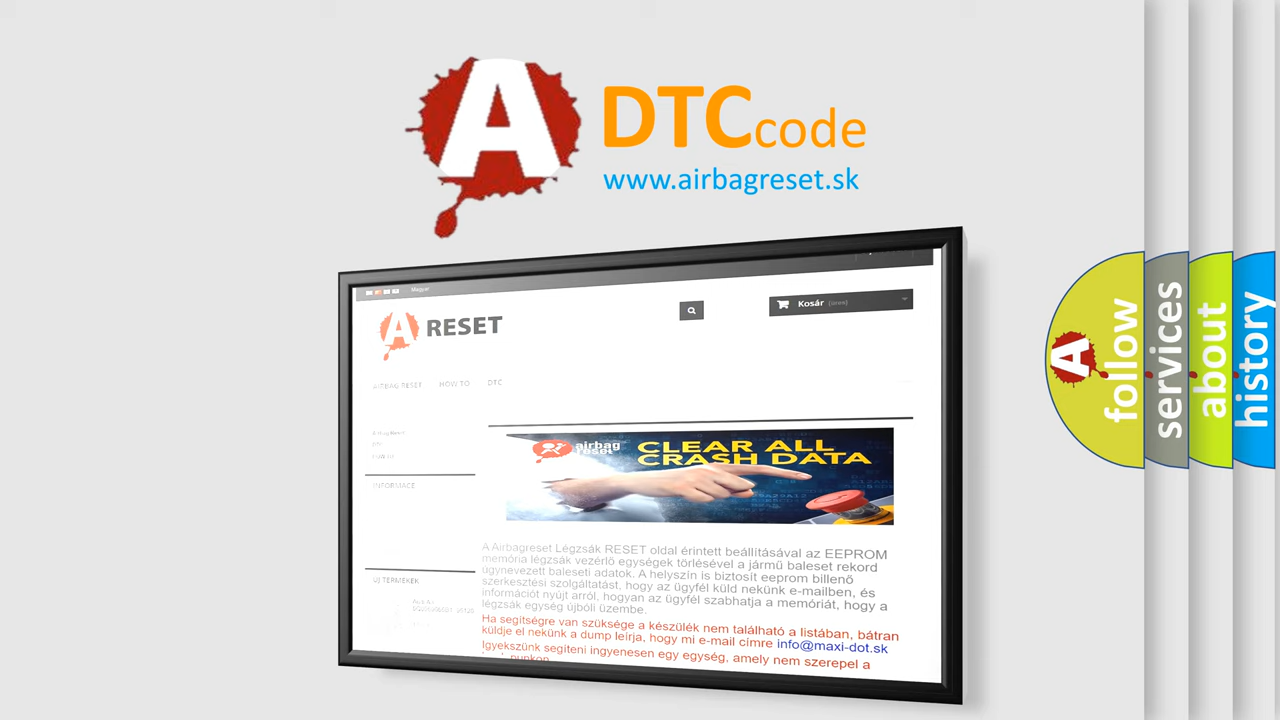 A DTCcode
www.airbagreset.sk
Magyar
Kosár (üres)
A RESET
AIRBAG RESET HOW TO DTC
INFORMACE
airbag
reset
CLEAR ALL
CRASH DATA
A Airbagreset Légzsák RESET oldal érintett beállításával az EEPROM
memória légzsák vezérlő egységek törlésével a jármű baleset rekord
úgynevezett baleseti adatok. A helyszín is biztosít eeprom billenő
szerkesztési szolgáltatást, hogy az ügyfél küld nekünk e-mailben, és
információt nyújt arról, hogyan az ügyfél szabhatja a memóriát, hogy a
légzsák egység újbóli üzembe.
Ha segítségre van szüksége a készülék nem található a listában, bátran
küldje el nekünk a dump leírja, hogy mi e-mail címre info@maxi-dot.sk
Igyekszünk segíteni ingyenesen egy egység, amely nem szerepel a
ÚJ TERMÉKEK
A
follow
services
about
history